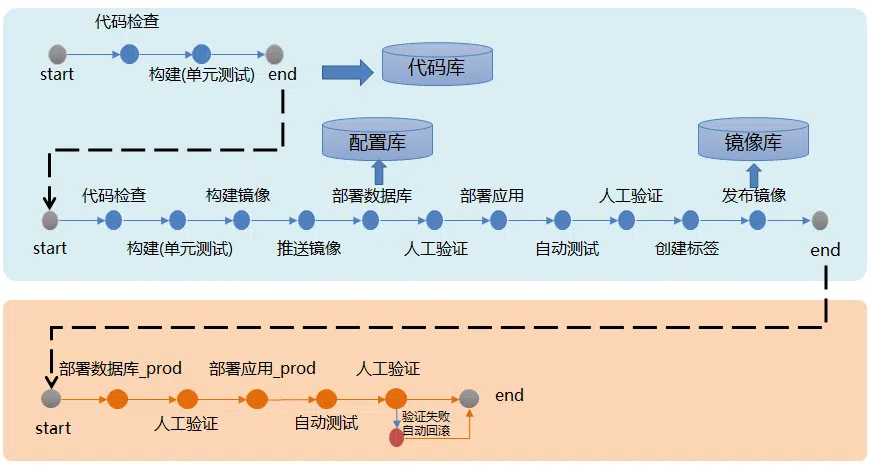 代码检查
start
构建(单元测试)
end
代码库
配置库
镜像库
代码检查
构建镜像
部署数据库
部署应用
人工验证
发布镜像
start
构建(单元测试)
推送镜像
人工验证
自动测试
创建标签
end
部署数据库_prod
部署应用_prod
人工验证
end
start
人工验证
自动测试
验证失败
自动回滚